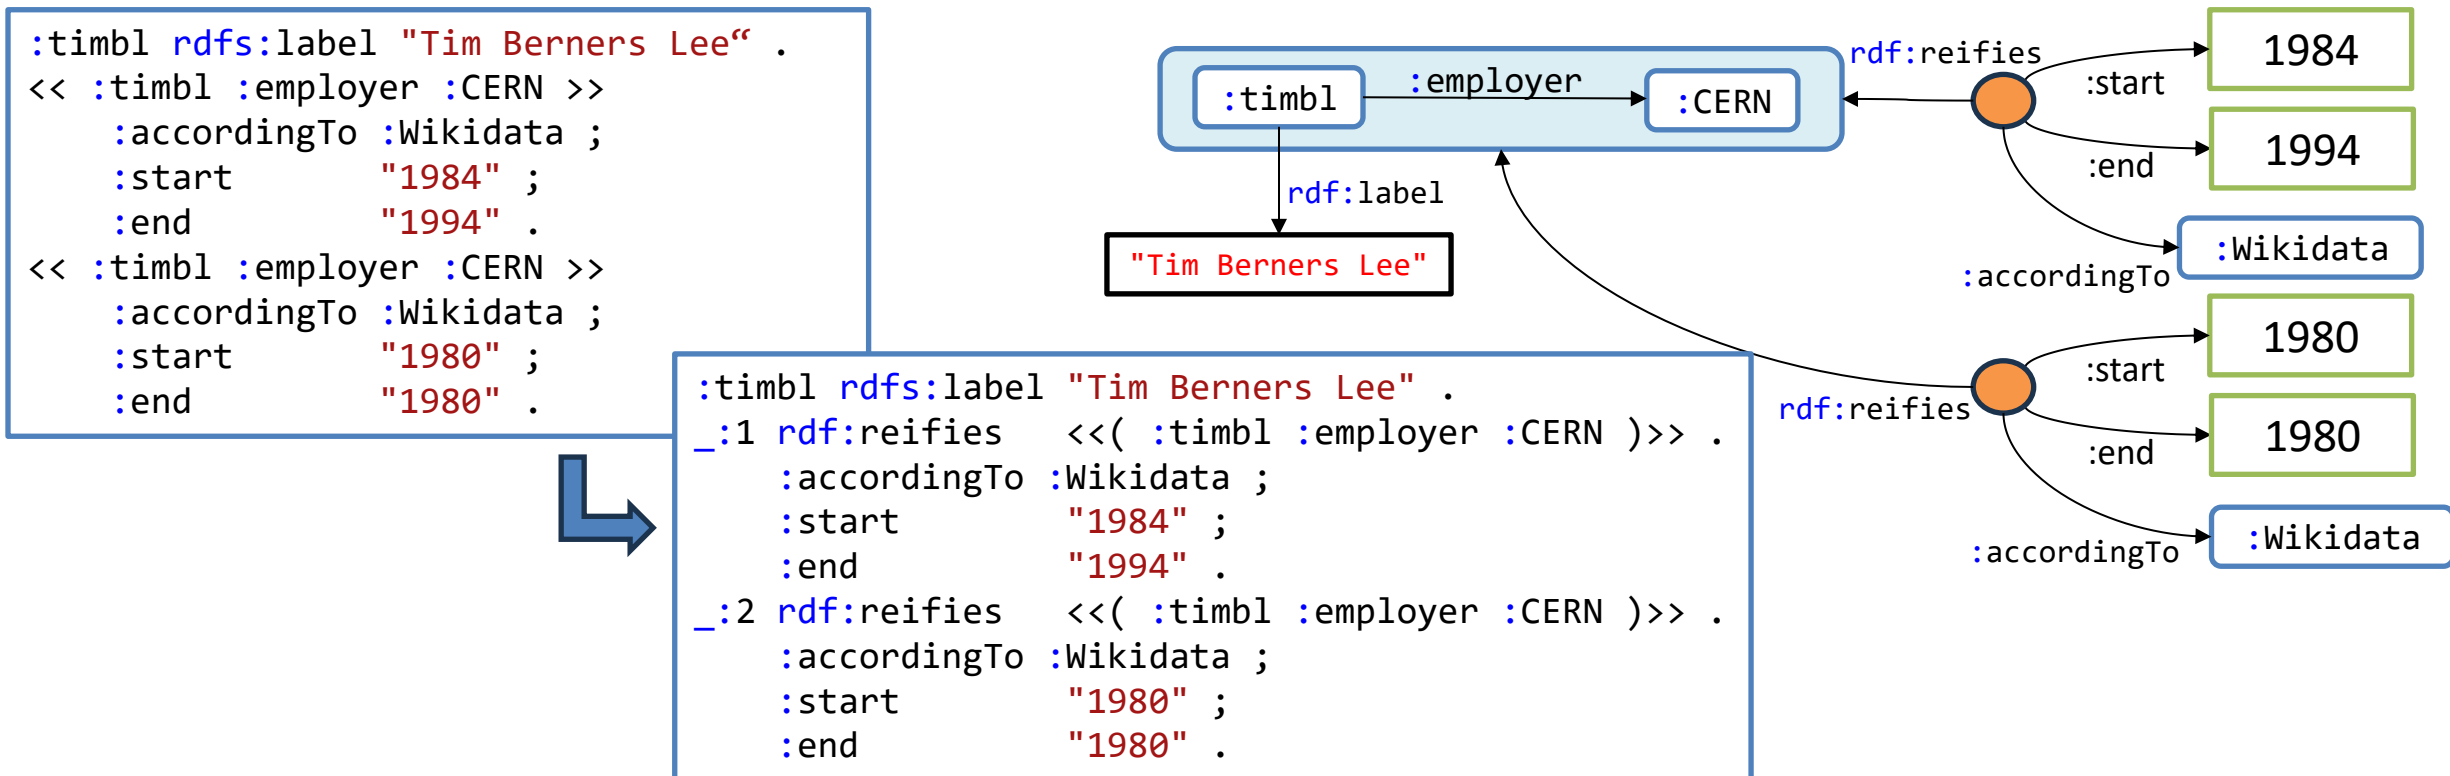 :timbl rdfs:label "Tim Berners Lee“ .
<< :timbl :employer :CERN >>
    :accordingTo :Wikidata ;
    :start       "1984" ;
    :end         "1994" .
<< :timbl :employer :CERN >>
    :accordingTo :Wikidata ;
    :start       "1980" ;
    :end         "1980" .
:timbl rdfs:label "Tim Berners Lee" .
_:1 rdf:reifies   <<( :timbl :employer :CERN )>> .
    :accordingTo :Wikidata ;
    :start        "1984" ;
    :end          "1994" .
_:2 rdf:reifies   <<( :timbl :employer :CERN )>> .
    :accordingTo :Wikidata ;
    :start        "1980" ;
    :end          "1980" .
:timbl
:employer
:CERN
rdf:label
"Tim Berners Lee"
rdf:reifies
:start
1984
:end
1994
:accordingTo
:Wikidata
rdf:reifies
:start
1980
:end
1980
:accordingTo
:Wikidata